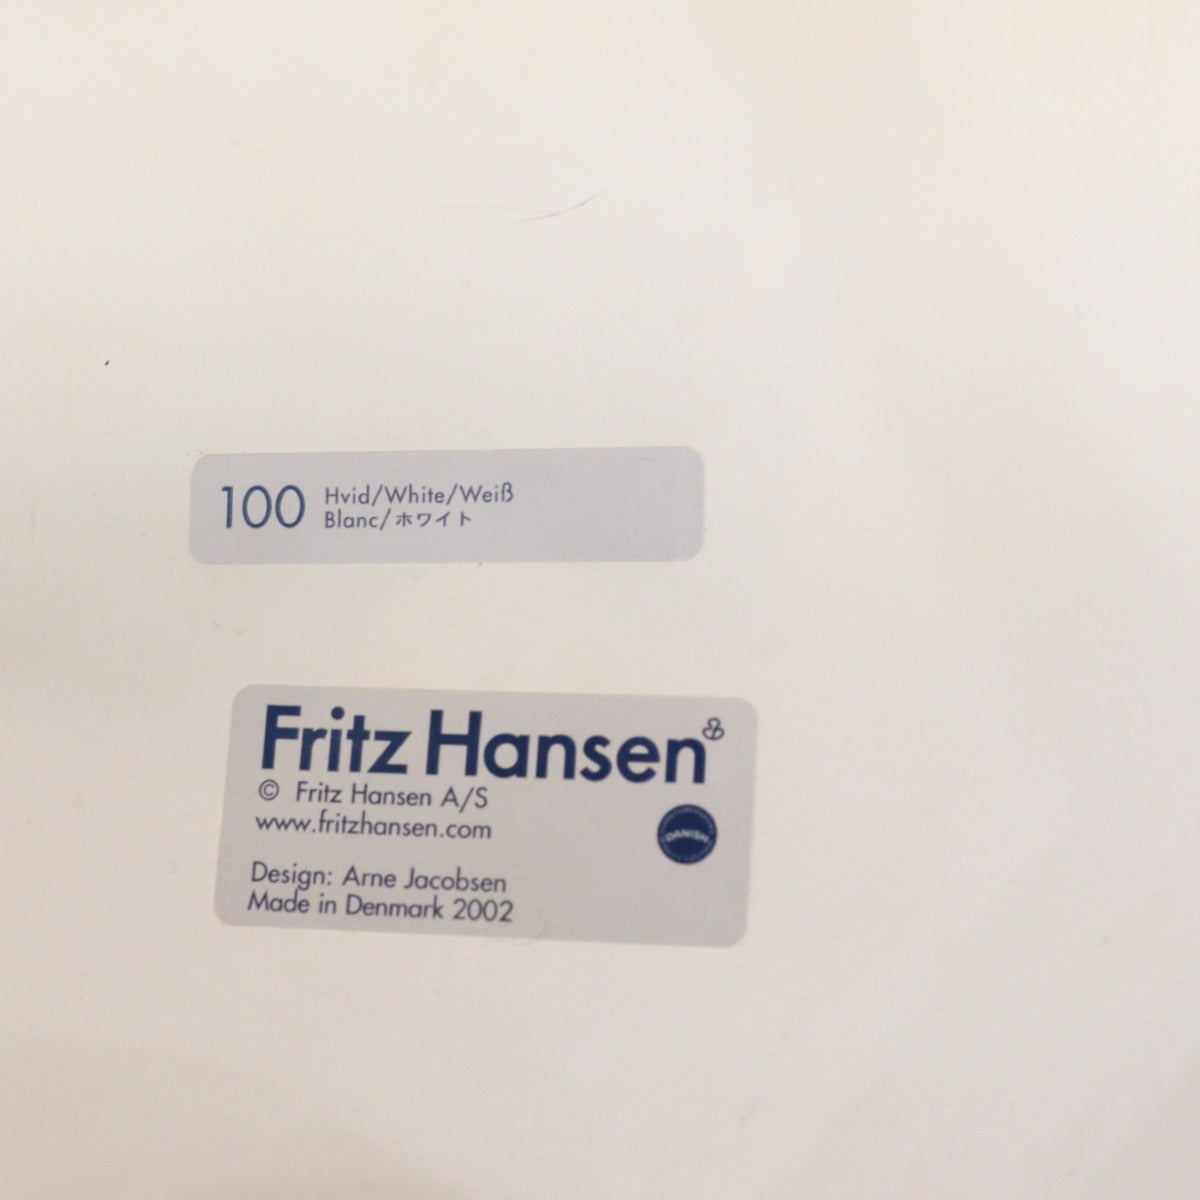 100 Hvid/White/Weiß
Blanc/ホワイト
Fritz Hansen
© Fritz Hansen A/S
www.fritzhansen.com
DANISH
Design: Arne Jacobsen
Made in Denmark 2002